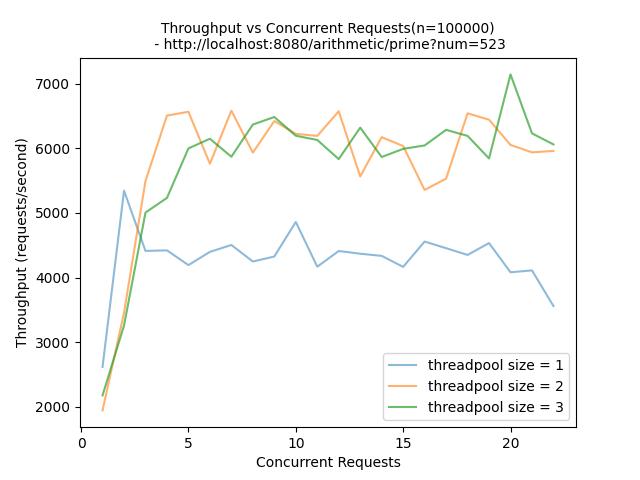 Throughput vs Concurrent Requests(n=100000)
- http://localhost:8080/arithmetic/prime?num=523
Throughput (requests/second)
7000
6000
5000
4000
3000
2000
threadpool size = 1
threadpool size = 2
threadpool size = 3
0 5 10 15 20
Concurrent Requests